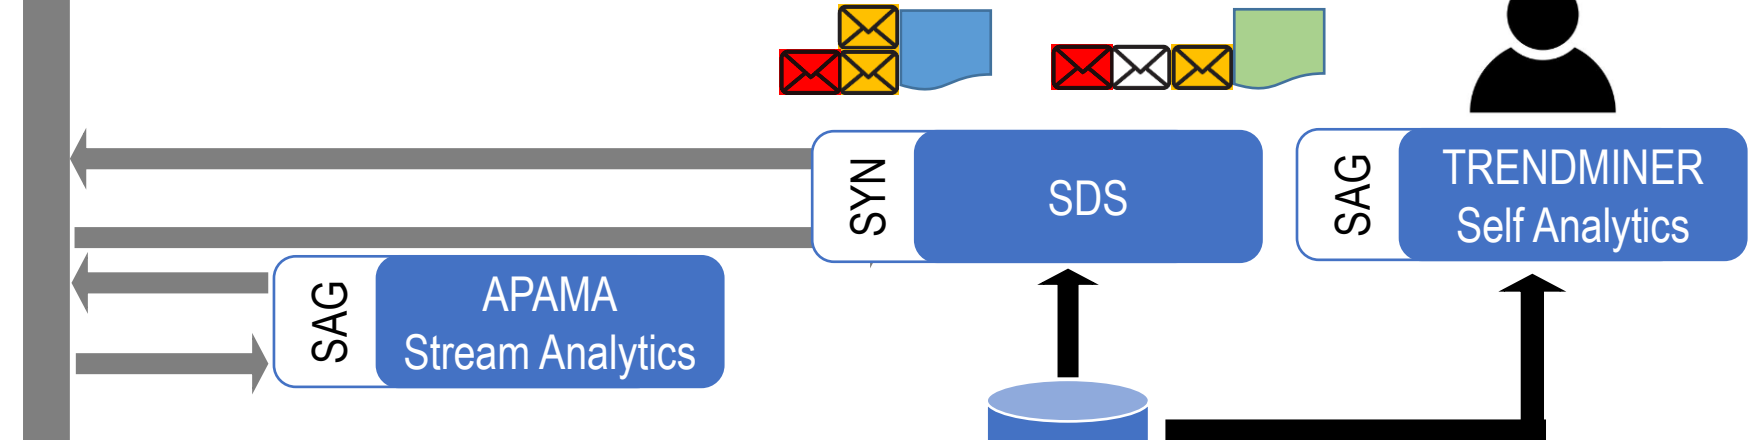 SYN
SDS
SAG
TRENDMINER
Self Analytics
SAG
APAMA
Stream Analytics